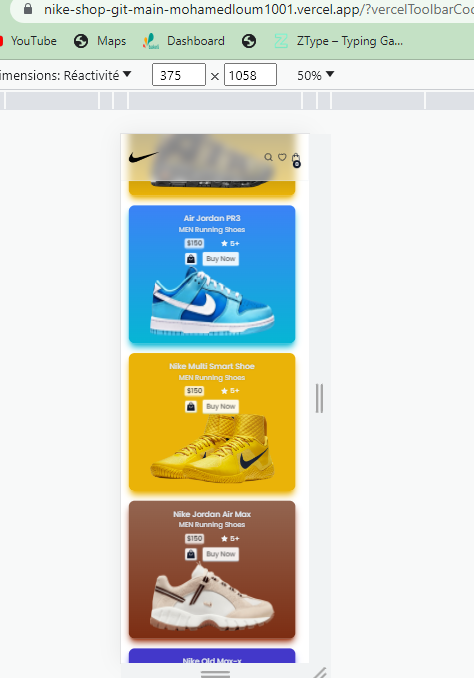 nike-shop-git-main-mohamedloum1001.vercel.app/?vercelToolbarCo
YouTube Maps Dashboard ZType – Typing Ga...
imensions: Réactivité ▼ 375 × 1058 50% ▼
0
Air Jordan PR3
MEN Running Shoes
$150 ★ 5+
Buy Now
Nike Multi Smart Shoe
MEN Running Shoes
$150 ★ 5+
Buy Now
Nike Jordan Air Max
MEN Running Shoes
$150 ★ 5+
Buy Now
Nike Old Max-x